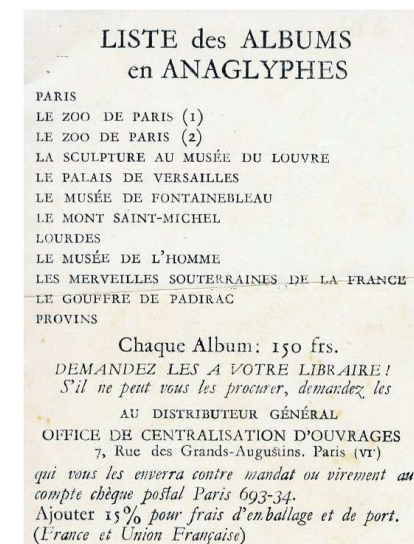 LISTE des ALBUMS
en ANAGLYPHES
PARIS
LE ZOO DE PARIS (1)
LE ZOO DE PARIS (2)
LA SCULPTURE AU MUSÉE DU LOUVRE
LE PALAIS DE VERSAILLES
LE MUSÉE DE FONTAINEBLEAU
LE MONT SAINT-MICHEL
LOURDES
LE MUSÉE DE L'HOMME
LES MERVEILLES SOUTERRAINES DE LA FRANCE
LE GOUFFRE DE PADIRAC
PROVINS
Chaque Album: 150 frs.
DEMANDEZ LES A VOTRE LIBRAIRE !
S'il ne peut vous les procurer, demandez les
AU DISTRIBUTEUR GÉNÉRAL
OFFICE DE CENTRALISATION D'OUVRAGES
7, Rue des Grands-Augustins. Paris (VIᵉ)
qui vous les enverra contre mandat ou virement au
compte chèque postal Paris 693-34.
Ajouter 15% pour frais d'emballage et de port.
(France et Union Française)